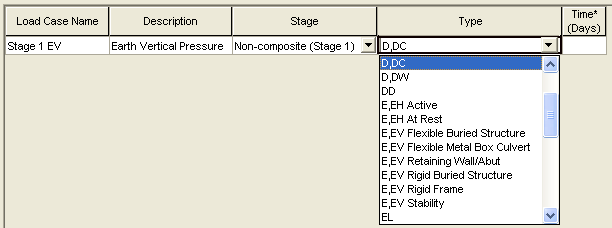 Load Case Name Description Stage Type Time*
(Days)
Stage 1 EV Earth Vertical Pressure Non-composite (Stage 1) D,DC
D,DC
D,DW
DD
E,EH Active
E,EH At Rest
E,EV Flexible Buried Structure
E,EV Flexible Metal Box Culvert
E,EV Retaining Wall/Abut
E,EV Rigid Buried Structure
E,EV Rigid Frame
E,EV Stability
EL